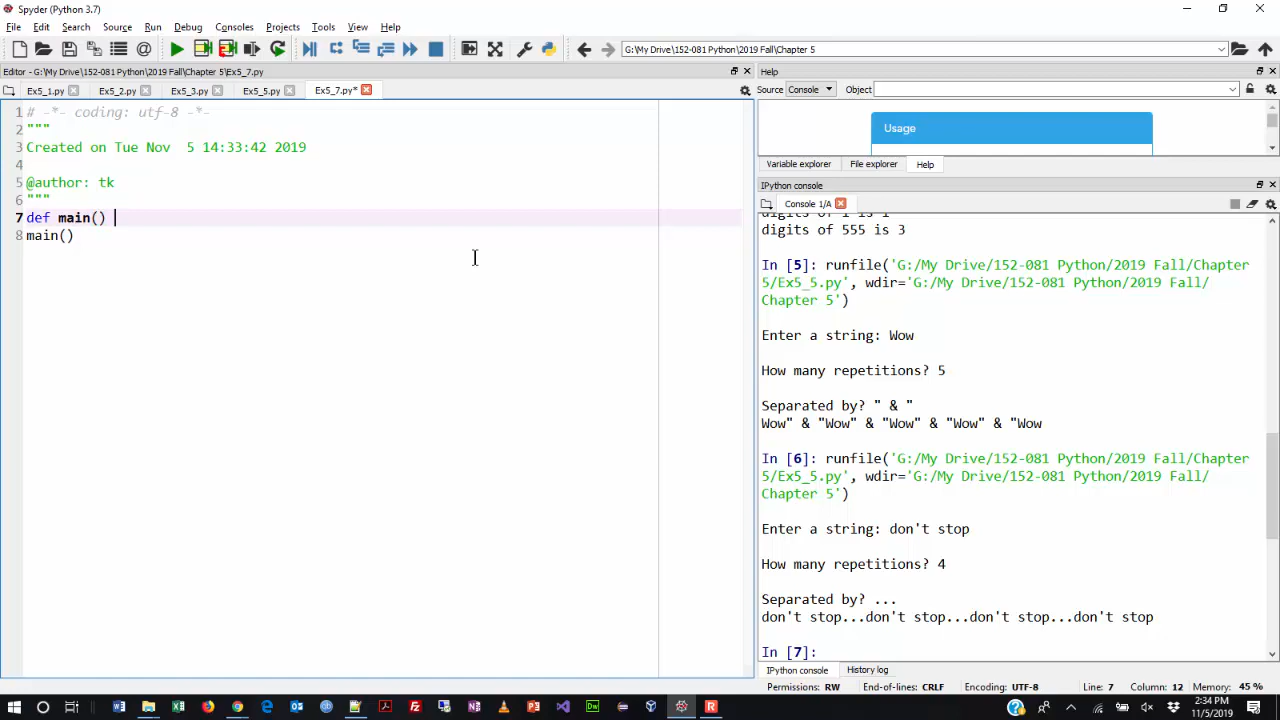 Spyder (Python 3.7)
File Edit Search Source Run Debug Consoles Projects Tools View Help
G:\My Drive\152-081 Python\2019 Fall\Chapter 5
Editor - G:\My Drive\152-081 Python\2019 Fall\Chapter 5\Ex5_7.py
Ex5_1.py Ex5_2.py Ex5_3.py Ex5_5.py Ex5_7.py*
1 # -*- coding: utf-8 -*-
2 """
3 Created on Tue Nov  5 14:33:42 2019
4
5 @author: tk
6 """
7 def main()
8 main()
Help
Source Console Object
Usage
Variable explorer File explorer Help
IPython console
Console 1/A
digits of 1 is 1
digits of 555 is 3
In [5]: runfile('G:/My Drive/152-081 Python/2019 Fall/Chapter
5/Ex5_5.py', wdir='G:/My Drive/152-081 Python/2019 Fall/
Chapter 5')
Enter a string: Wow
How many repetitions? 5
Separated by? " & "
Wow" & "Wow" & "Wow" & "Wow" & "Wow
In [6]: runfile('G:/My Drive/152-081 Python/2019 Fall/Chapter
5/Ex5_5.py', wdir='G:/My Drive/152-081 Python/2019 Fall/
Chapter 5')
Enter a string: don't stop
How many repetitions? 4
Separated by? ...
don't stop...don't stop...don't stop...don't stop
In [7]:
IPython console History log
Permissions: RW End-of-lines: CRLF Encoding: UTF-8 Line: 7 Column: 12 Memory: 45 %
2:34 PM
11/5/2019